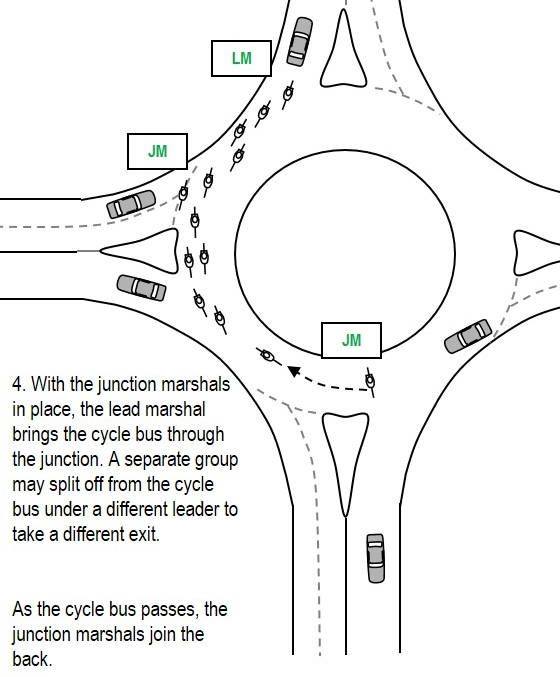 LM
JM
JM
4. With the junction marshals
in place, the lead marshal
brings the cycle bus through
the junction. A separate group
may split off from the cycle
bus under a different leader to
take a different exit.
As the cycle bus passes, the
junction marshals join the
back.